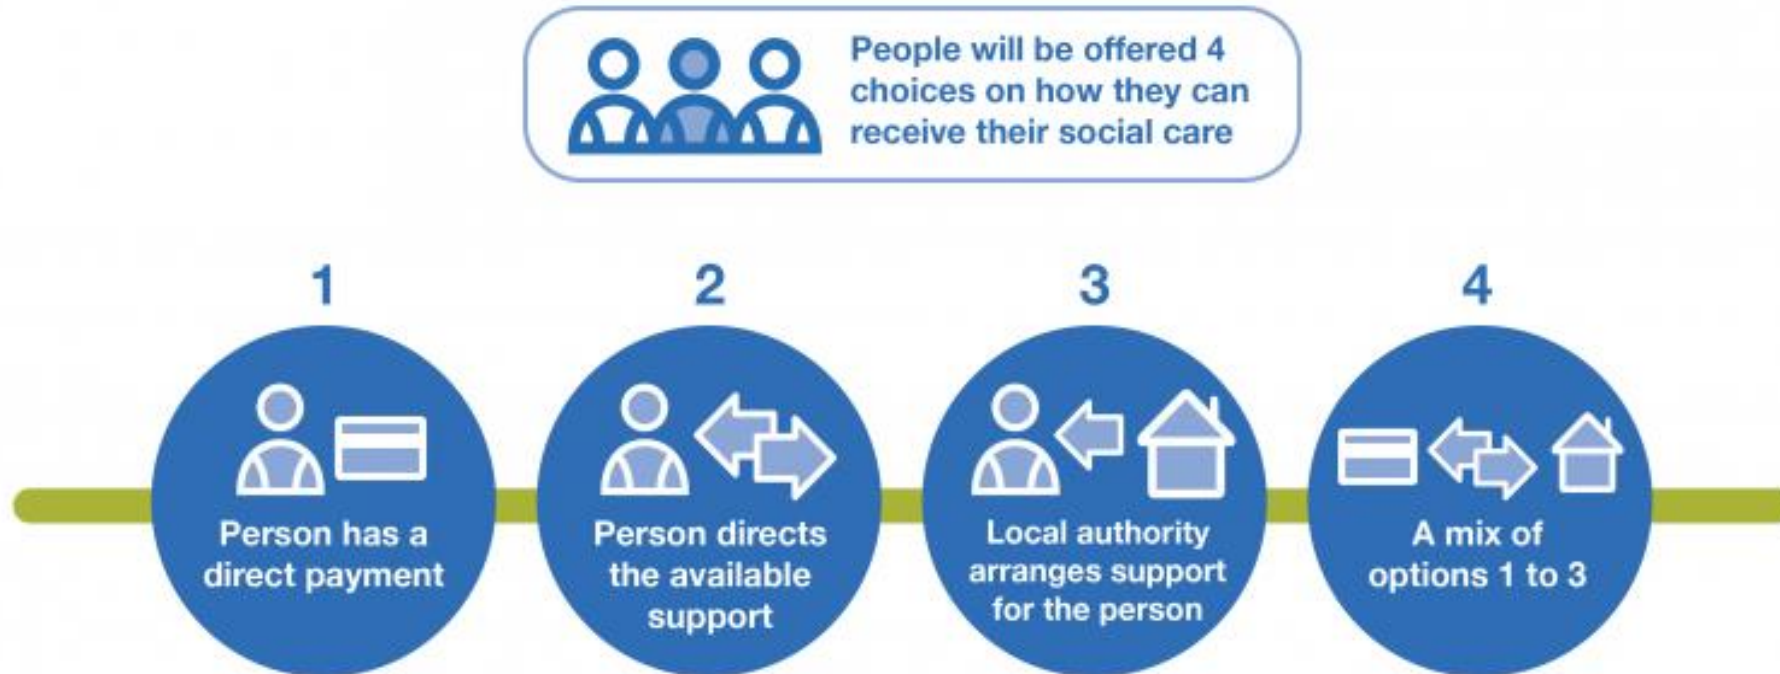 People will be offered 4
choices on how they can
receive their social care
1
Person has a
direct payment
2
Person directs
the available
support
3
Local authority
arranges support
for the person
4
A mix of
options 1 to 3